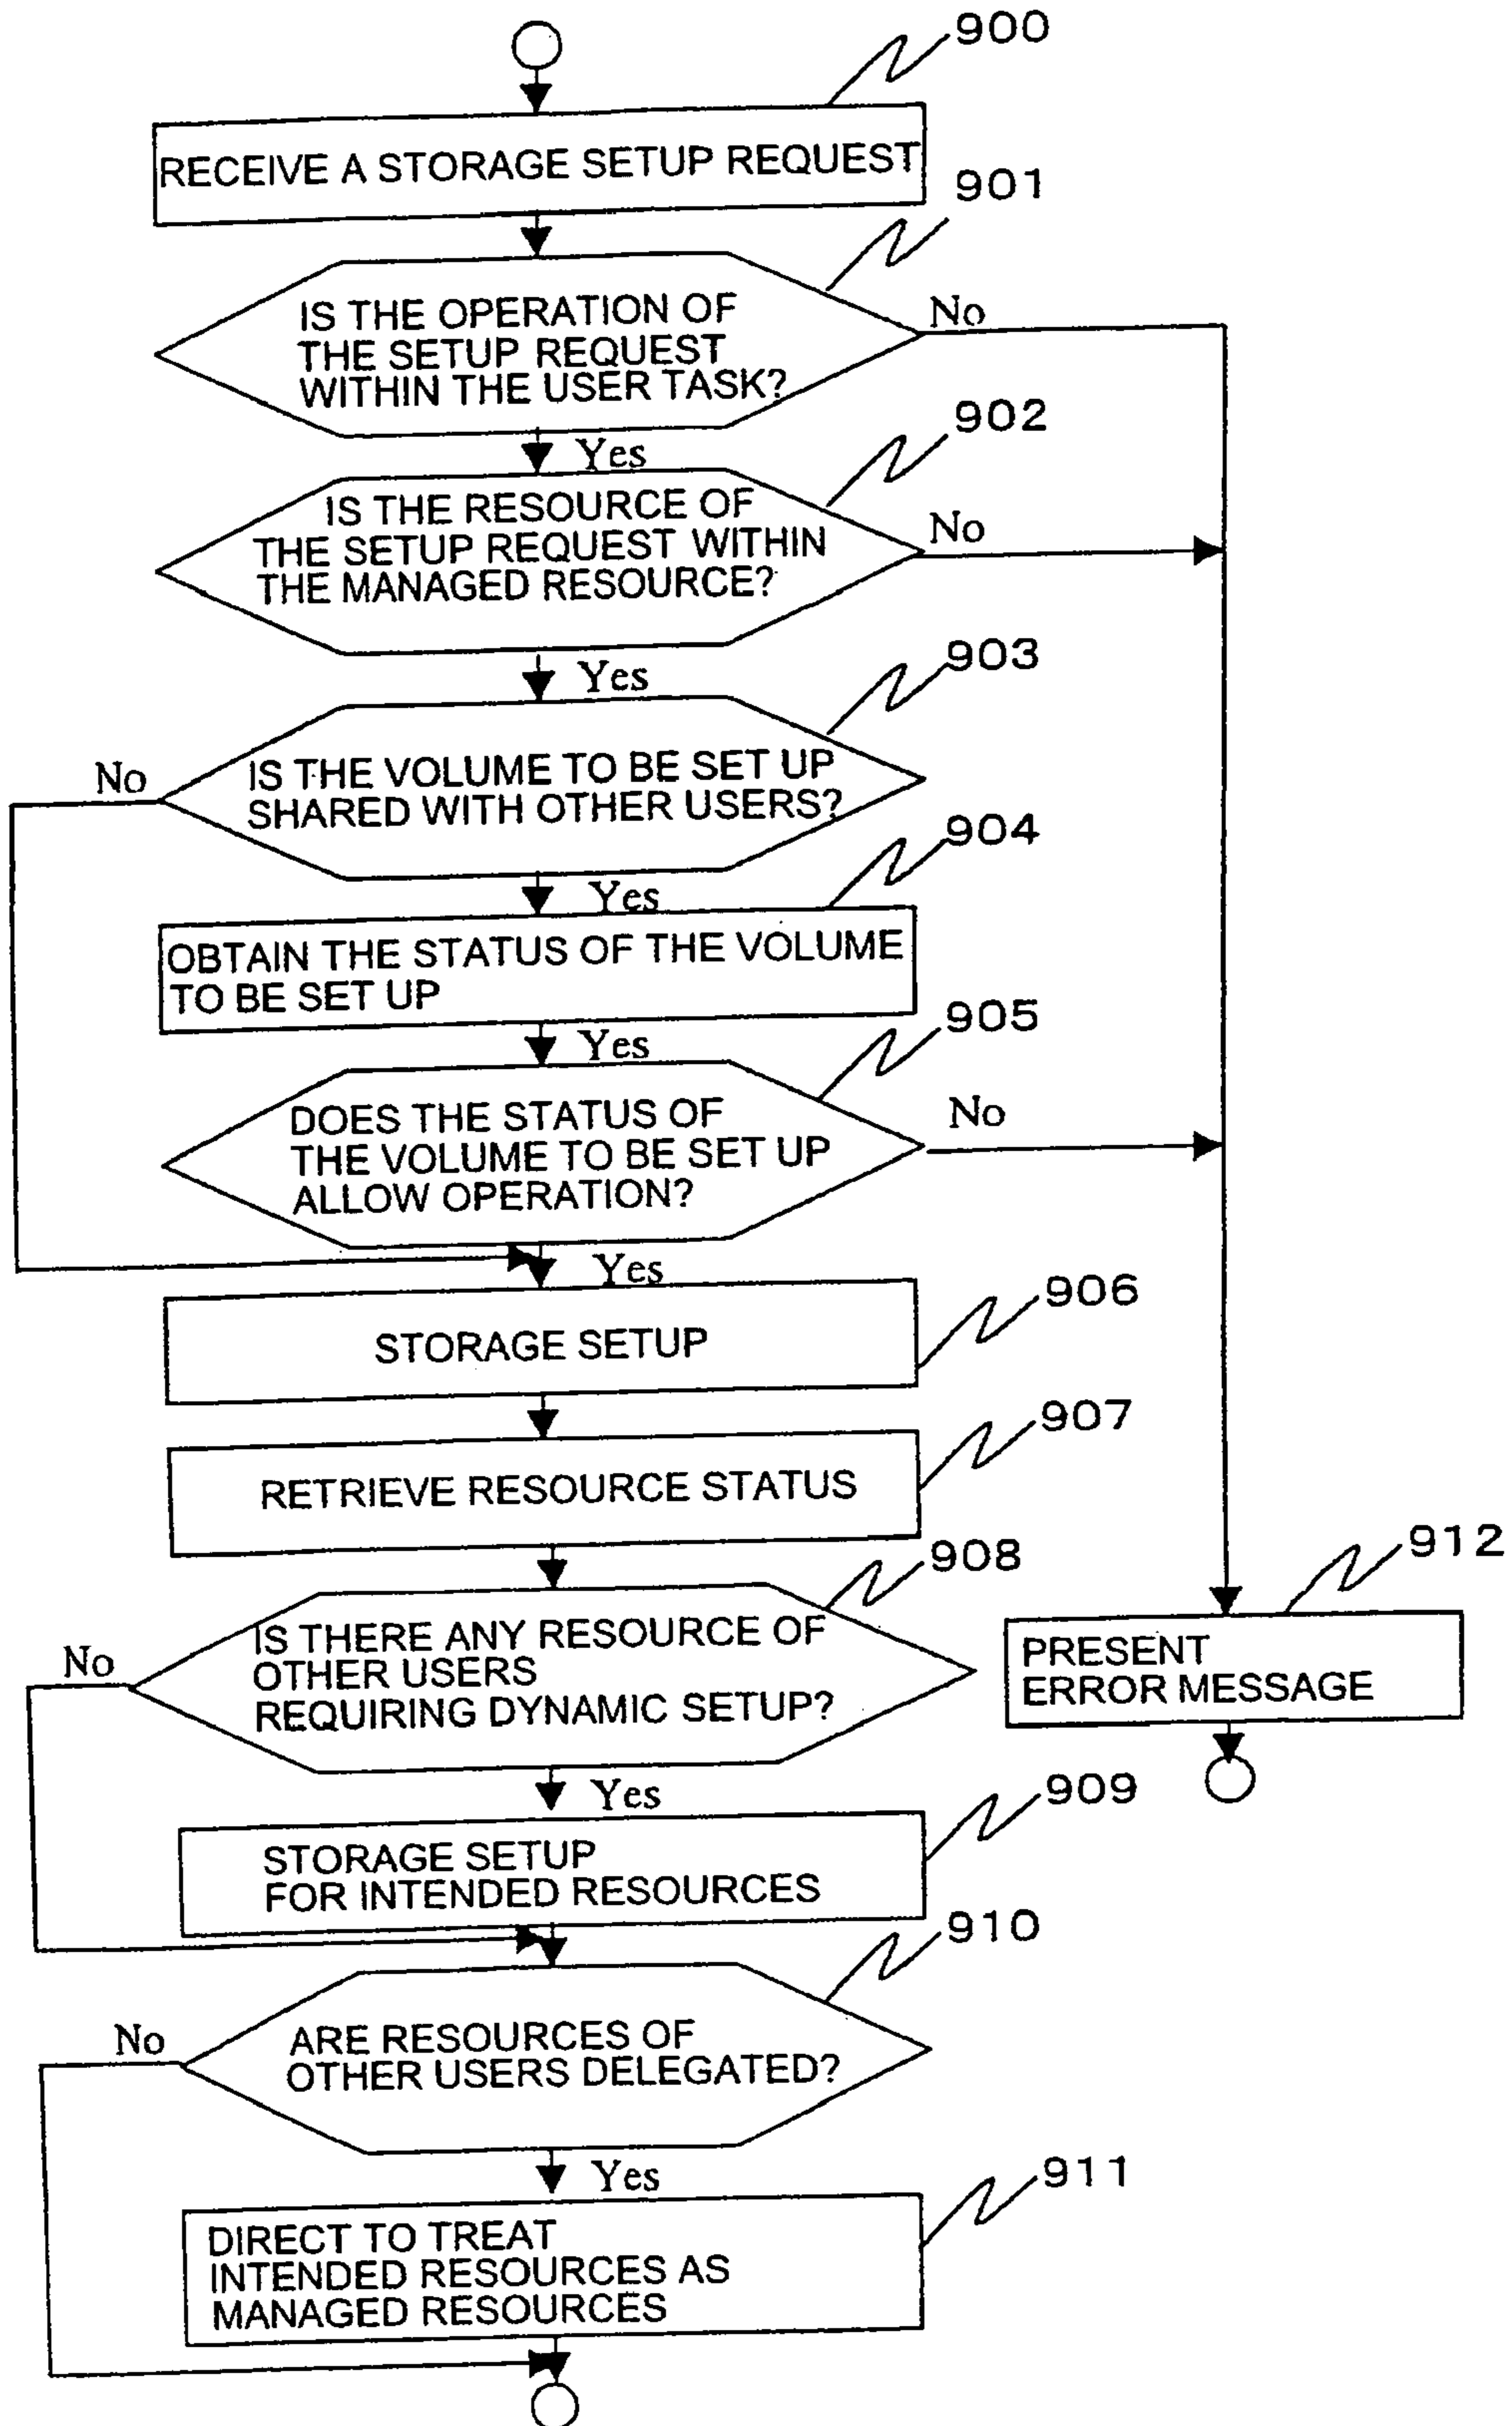 900
RECEIVE A STORAGE SETUP REQUEST
901
IS THE OPERATION OF
THE SETUP REQUEST
WITHIN THE USER TASK?
No
Yes
902
IS THE RESOURCE OF
THE SETUP REQUEST WITHIN
THE MANAGED RESOURCE?
No
Yes
903
IS THE VOLUME TO BE SET UP
SHARED WITH OTHER USERS?
No
Yes
904
OBTAIN THE STATUS OF THE VOLUME
TO BE SET UP
Yes
905
DOES THE STATUS OF
THE VOLUME TO BE SET UP
ALLOW OPERATION?
No
Yes
906
STORAGE SETUP
907
RETRIEVE RESOURCE STATUS
908
IS THERE ANY RESOURCE OF
OTHER USERS
REQUIRING DYNAMIC SETUP?
No
Yes
912
PRESENT
ERROR MESSAGE
909
STORAGE SETUP
FOR INTENDED RESOURCES
910
ARE RESOURCES OF
OTHER USERS DELEGATED?
No
Yes
911
DIRECT TO TREAT
INTENDED RESOURCES AS
MANAGED RESOURCES